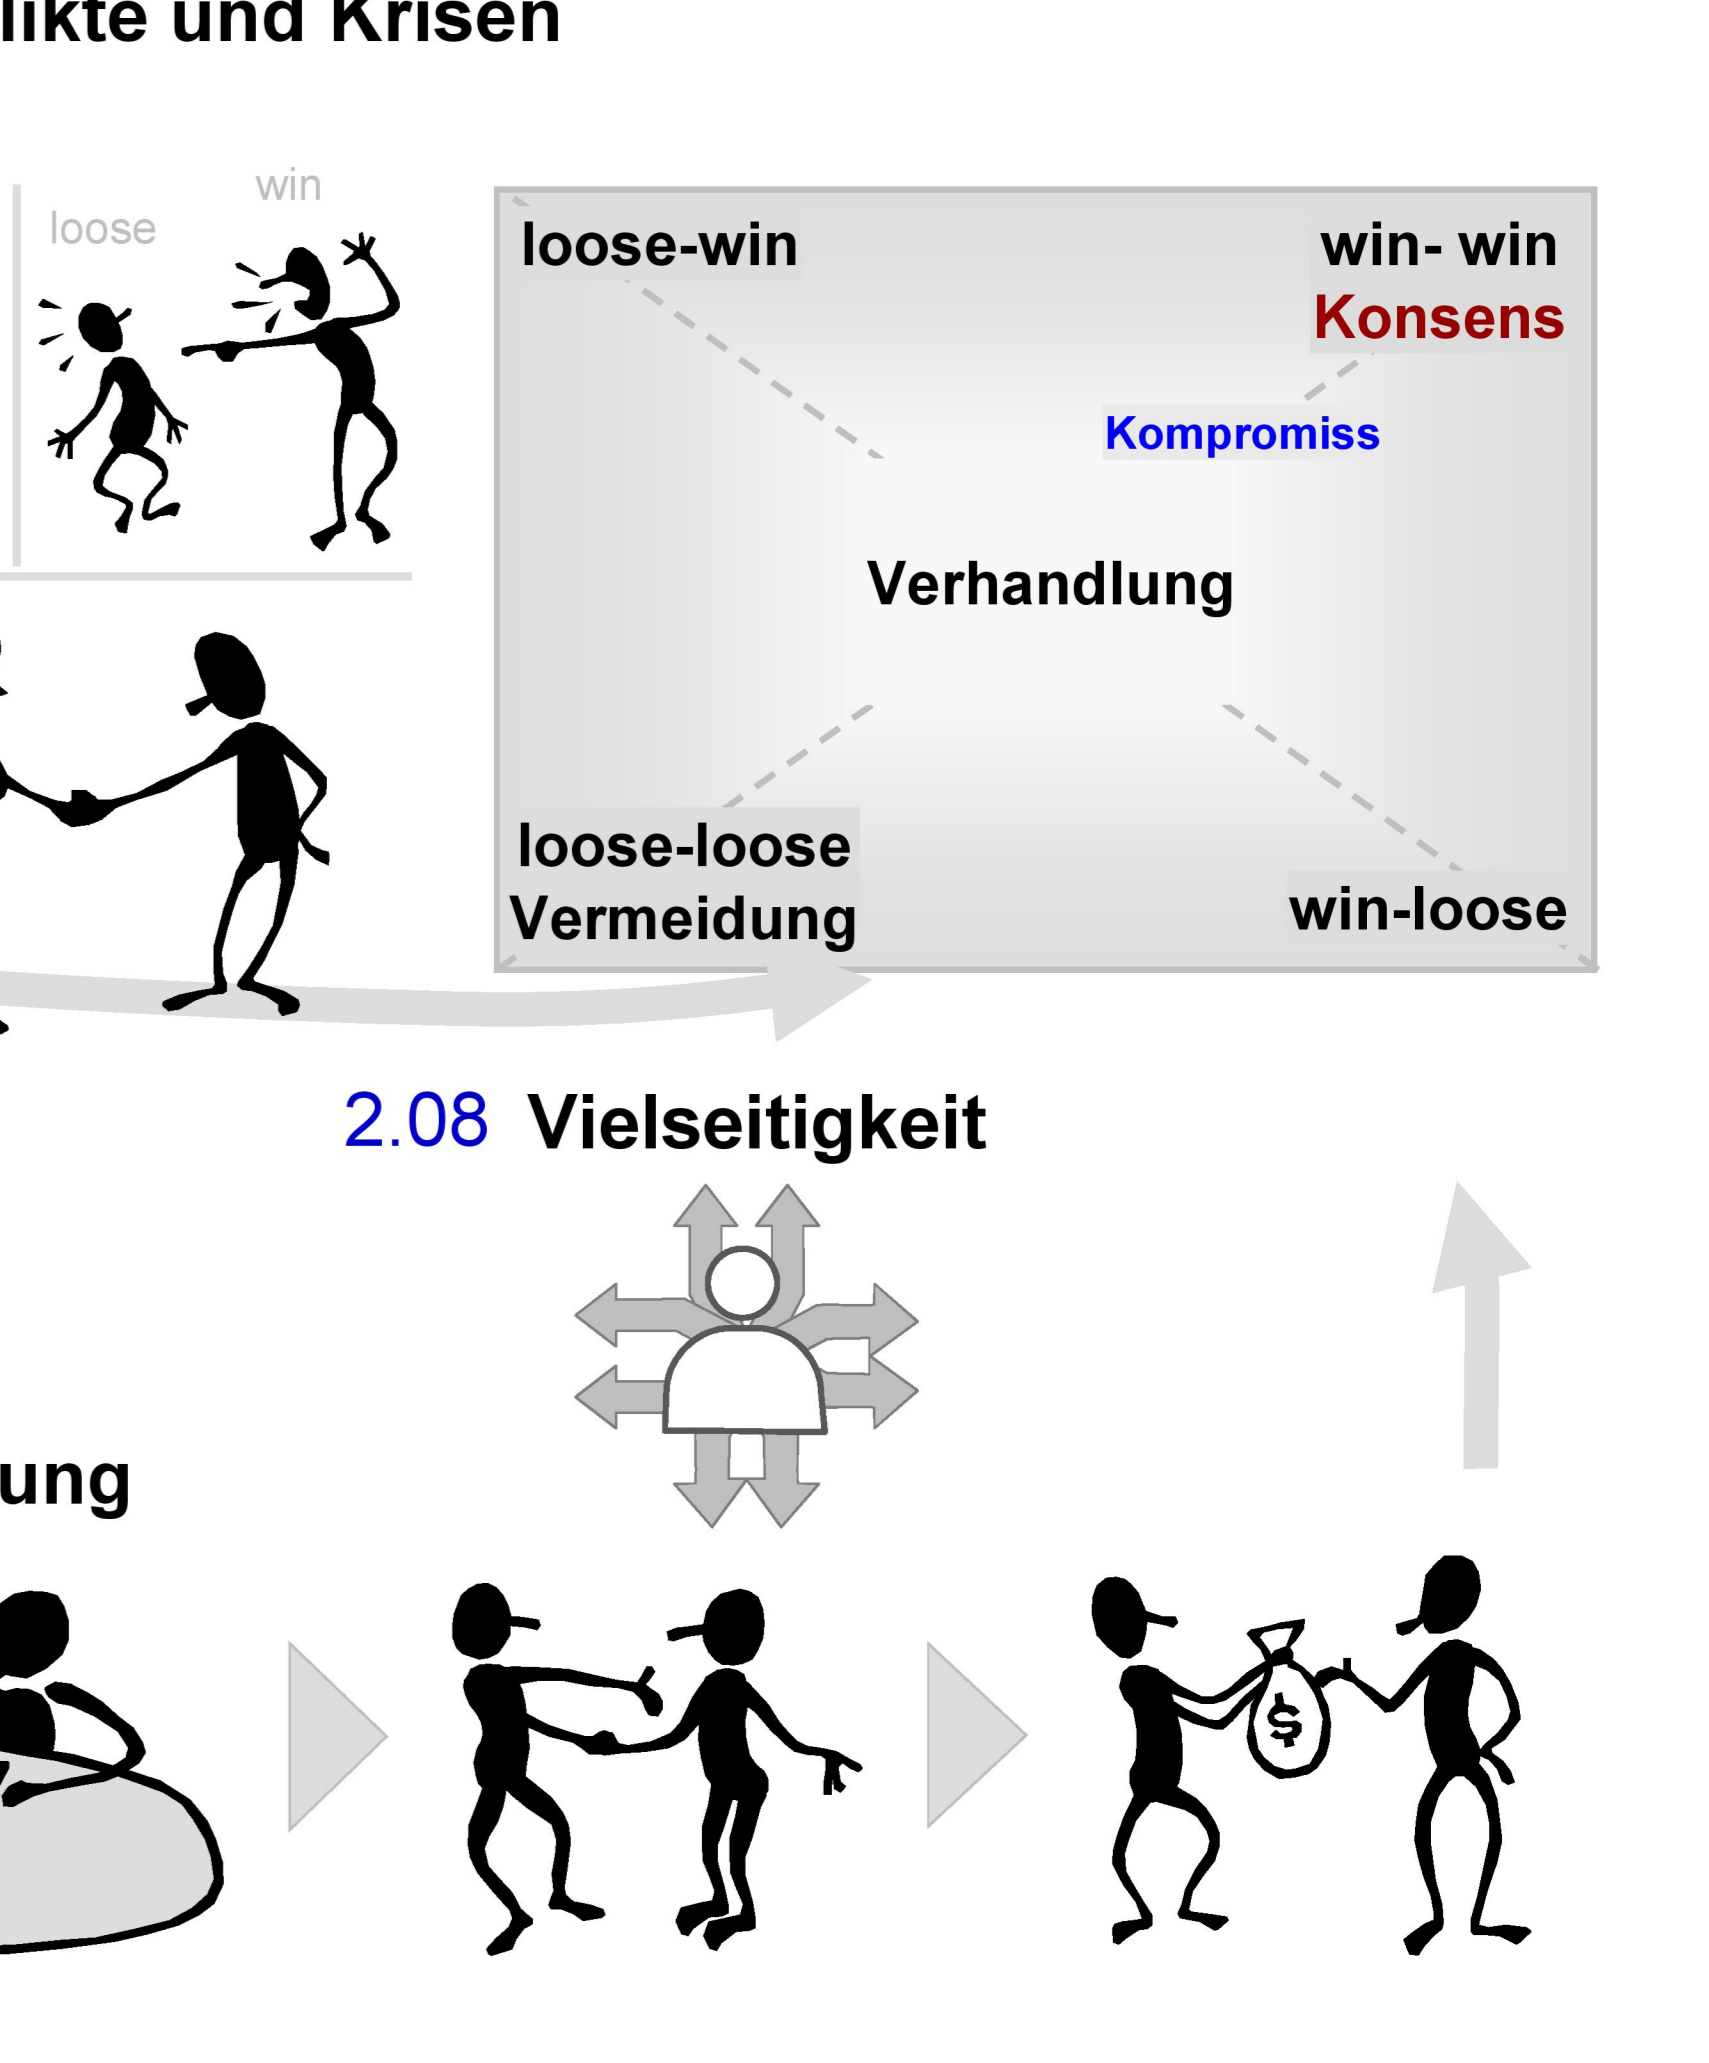 likte und Krisen
win
loose
loose-win
win- win
Konsens
Kompromiss
Verhandlung
loose-loose
Vermeidung
win-loose
2.08 Vielseitigkeit
ung
$